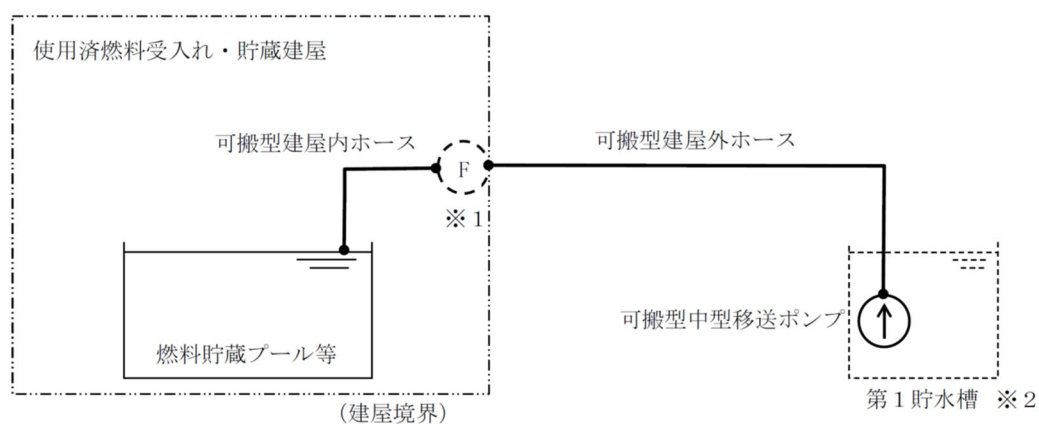 使用済燃料受入れ・貯蔵建屋
可搬型建屋内ホース
可搬型建屋外ホース
F
※1
可搬型中型移送ポンプ
燃料貯蔵プール等
第1貯水槽 ※2
(建屋境界)